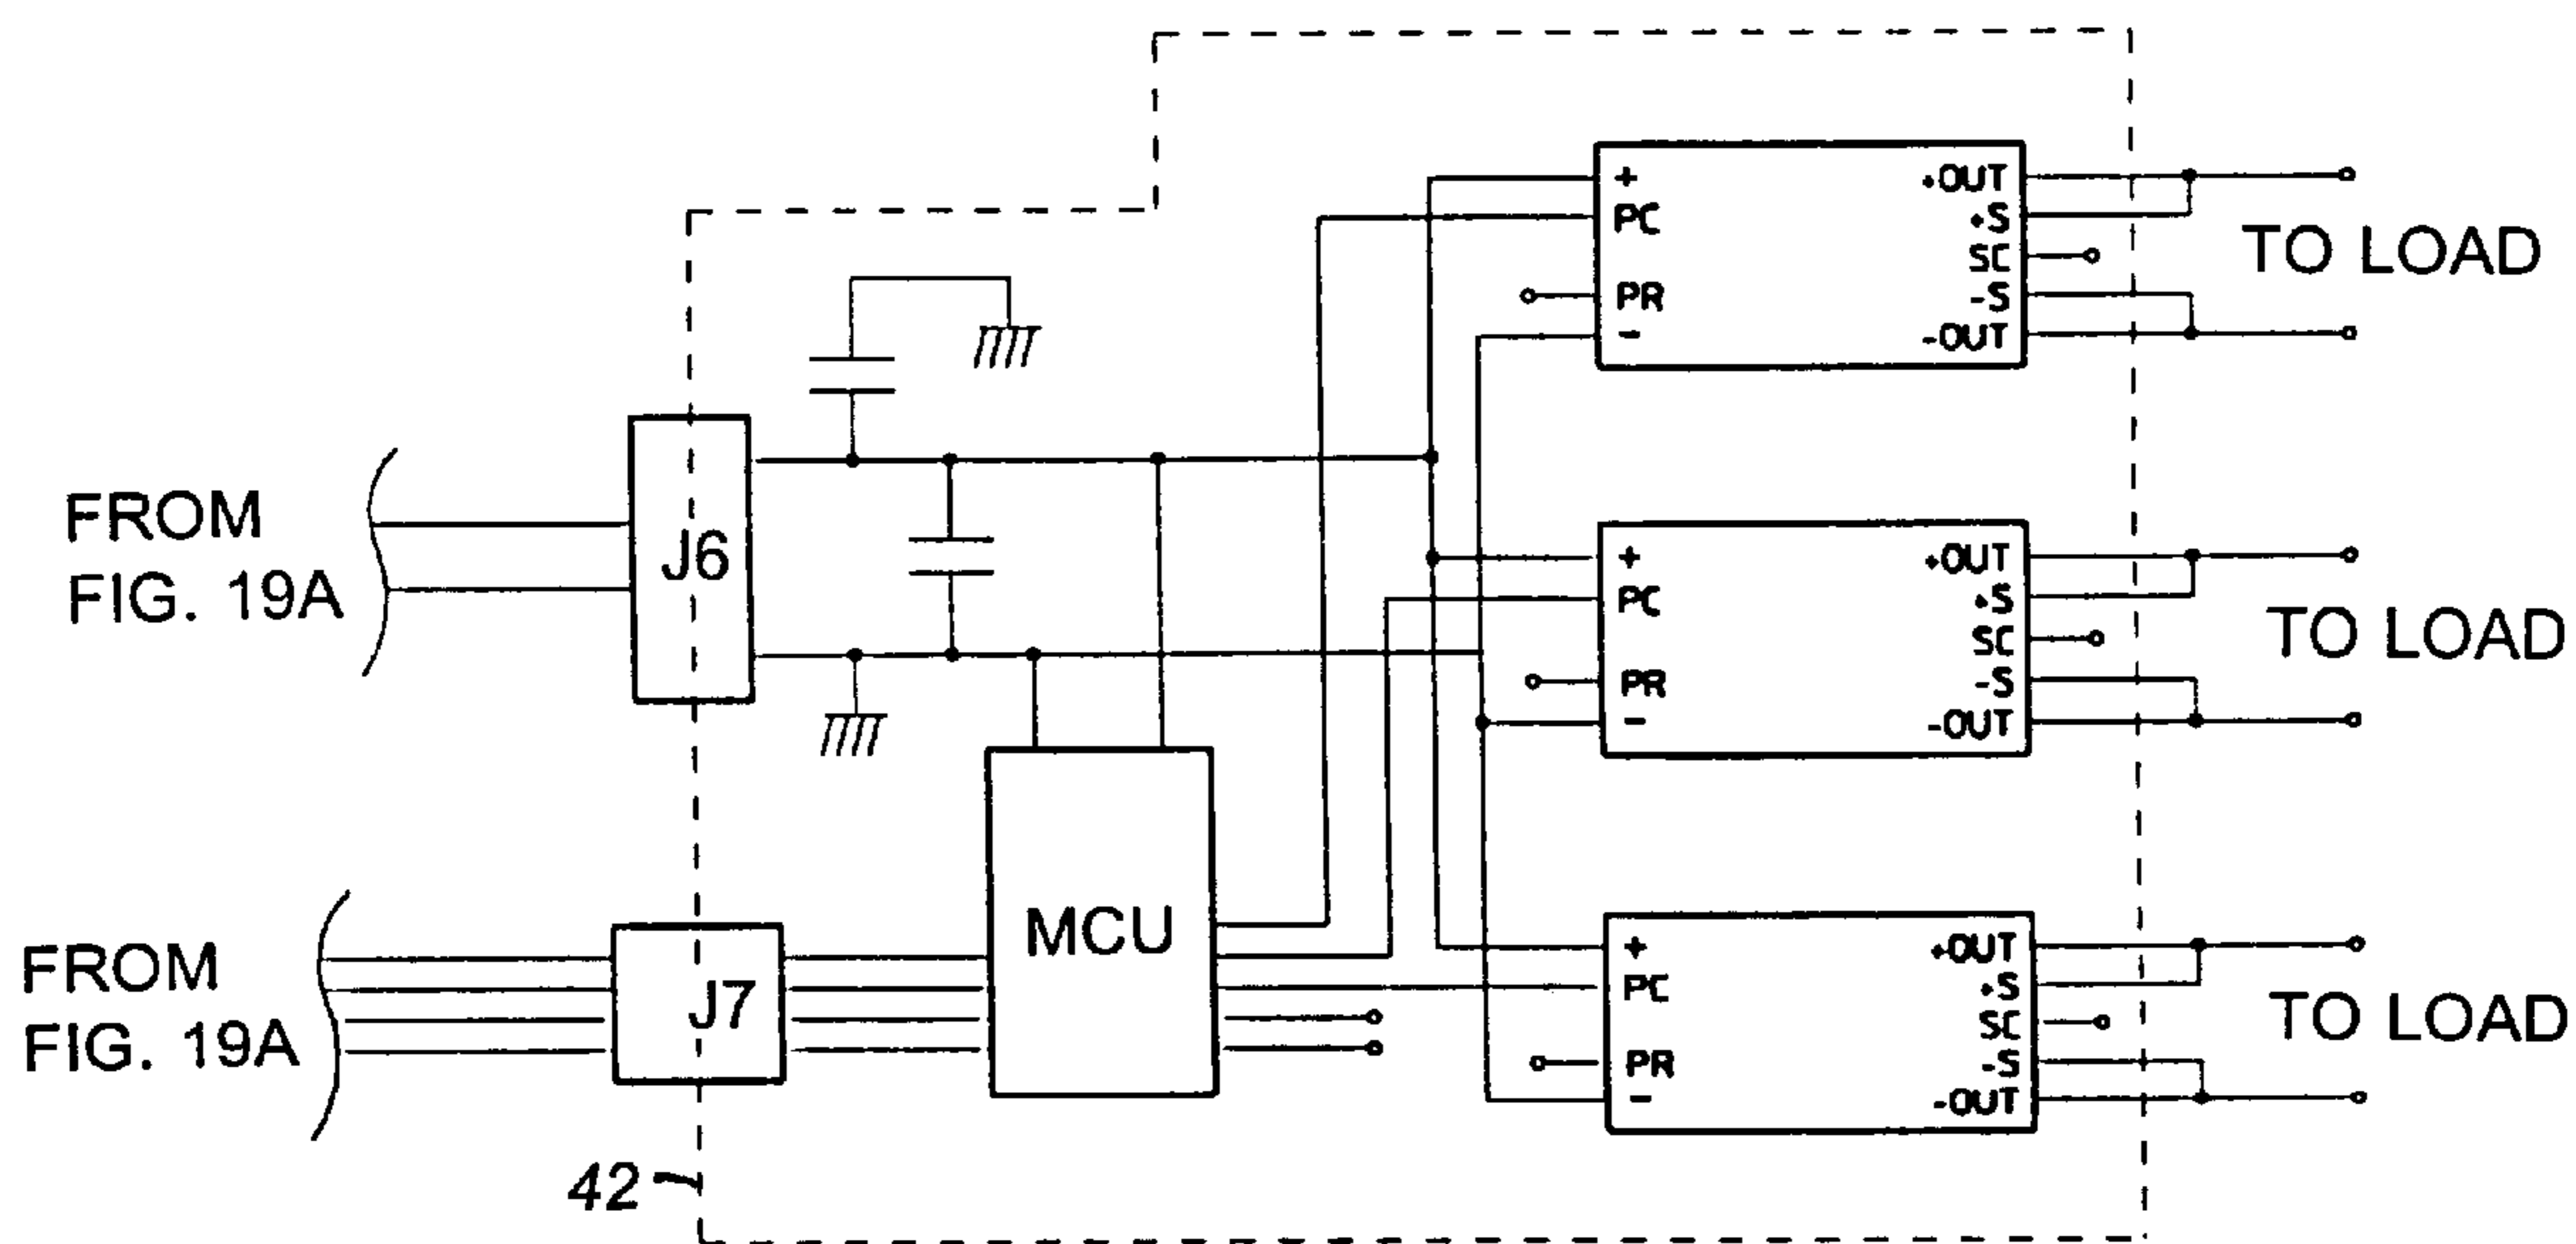 FROM
FIG. 19A
J6
FROM
FIG. 19A
J7
42
MCU
+
PC
PR
-
+OUT
+S
SC
-S
-OUT
TO LOAD
+
PC
PR
-
+OUT
+S
SC
-S
-OUT
TO LOAD
+
PC
PR
-
+OUT
+S
SC
-S
-OUT
TO LOAD